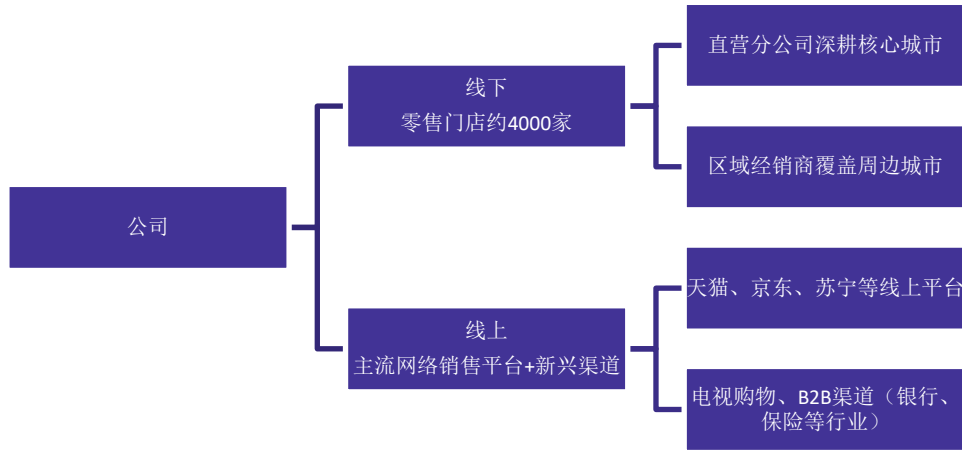 公司
线下
零售门店约4000家
直营分公司深耕核心城市
区域经销商覆盖周边城市
线上
主流网络销售平台+新兴渠道
天猫、京东、苏宁等线上平台
电视购物、B2B渠道（银行、
保险等行业）